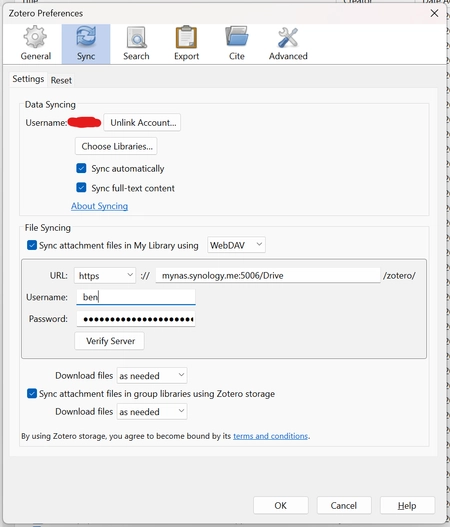 Zotero Preferences
General Sync Search Export Cite Advanced
Settings Reset
Data Syncing
Username: Unlink Account...
Choose Libraries...
Sync automatically
Sync full-text content
About Syncing
File Syncing
Sync attachment files in My Library using WebDAV
URL: https :// mynas.synology.me:5006/Drive /zotero/
Username: ben
Password: ●●●●●●●●●●●●●●●●●●●●●
Verify Server
Download files as needed
Sync attachment files in group libraries using Zotero storage
Download files as needed
By using Zotero storage, you agree to become bound by its terms and conditions.
OK Cancel Help